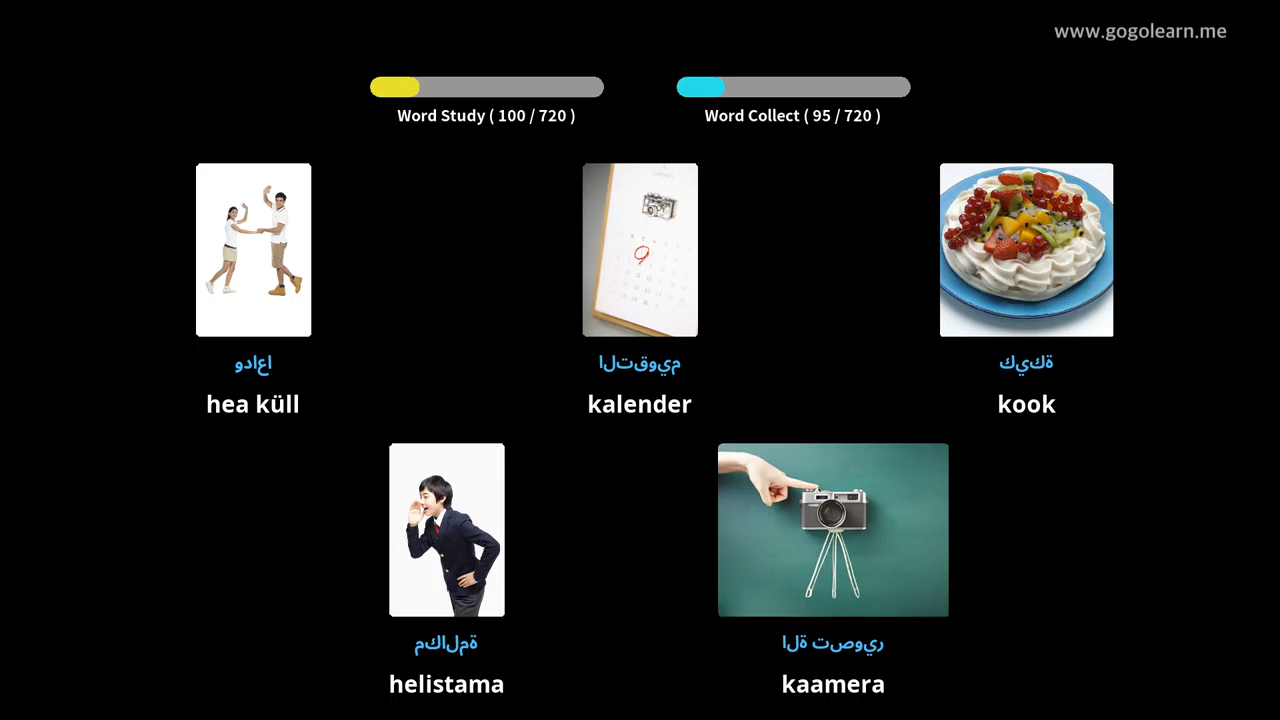 www.gogolearn.me
Word Study ( 100 / 720 )
Word Collect ( 95 / 720 )
وداعا
التقويم
كيكة
hea küll
kalender
kook
مكالمة
الة تصوير
helistama
kaamera